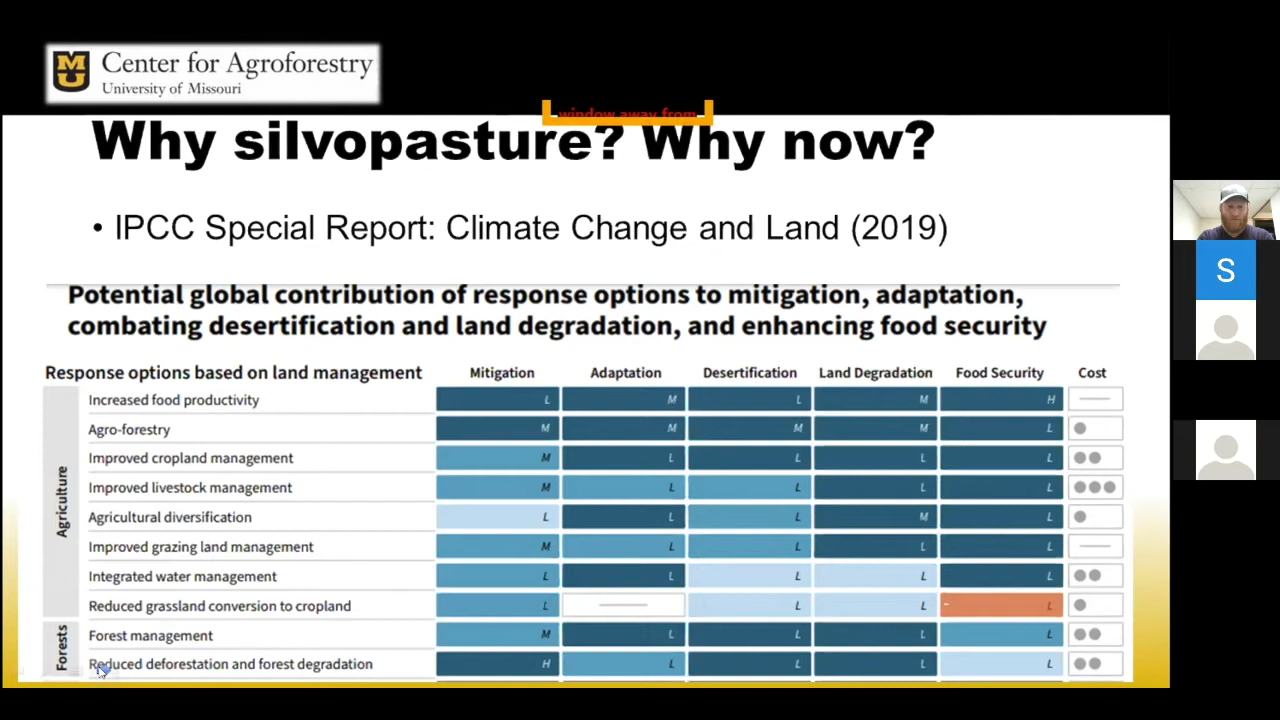 MU
Center for Agroforestry
University of Missouri
window away from
Why silvopasture? Why now?
• IPCC Special Report: Climate Change and Land (2019)
Potential global contribution of response options to mitigation, adaptation,
combating desertification and land degradation, and enhancing food security
Response options based on land management Mitigation Adaptation Desertification Land Degradation Food Security Cost
Agriculture
Increased food productivity L M L M H —
Agro-forestry M M M M L
Improved cropland management M L L L L
Improved livestock management M L L L L
Agricultural diversification L L L M L
Improved grazing land management M L L L L —
Integrated water management L L L L L
Reduced grassland conversion to cropland L — L L - L
Forests
Forest management M L L L L
Reduced deforestation and forest degradation H L L L L
S